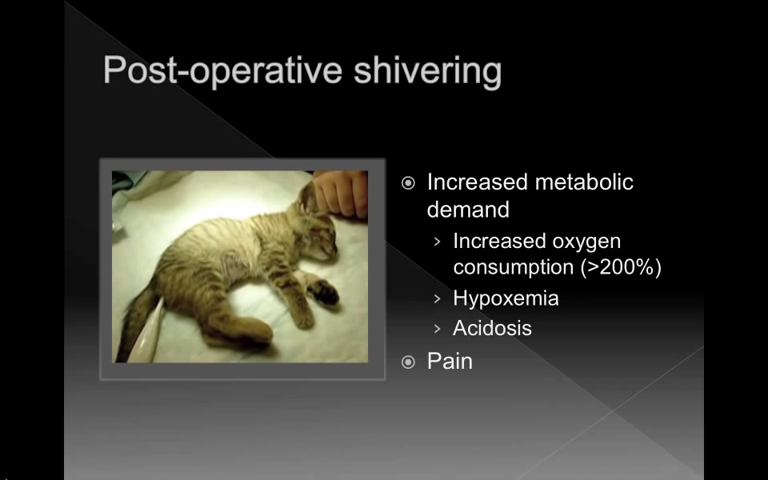 Post-operative shivering
Increased metabolic
demand
Increased oxygen
consumption (>200%)
Hypoxemia
Acidosis
Pain